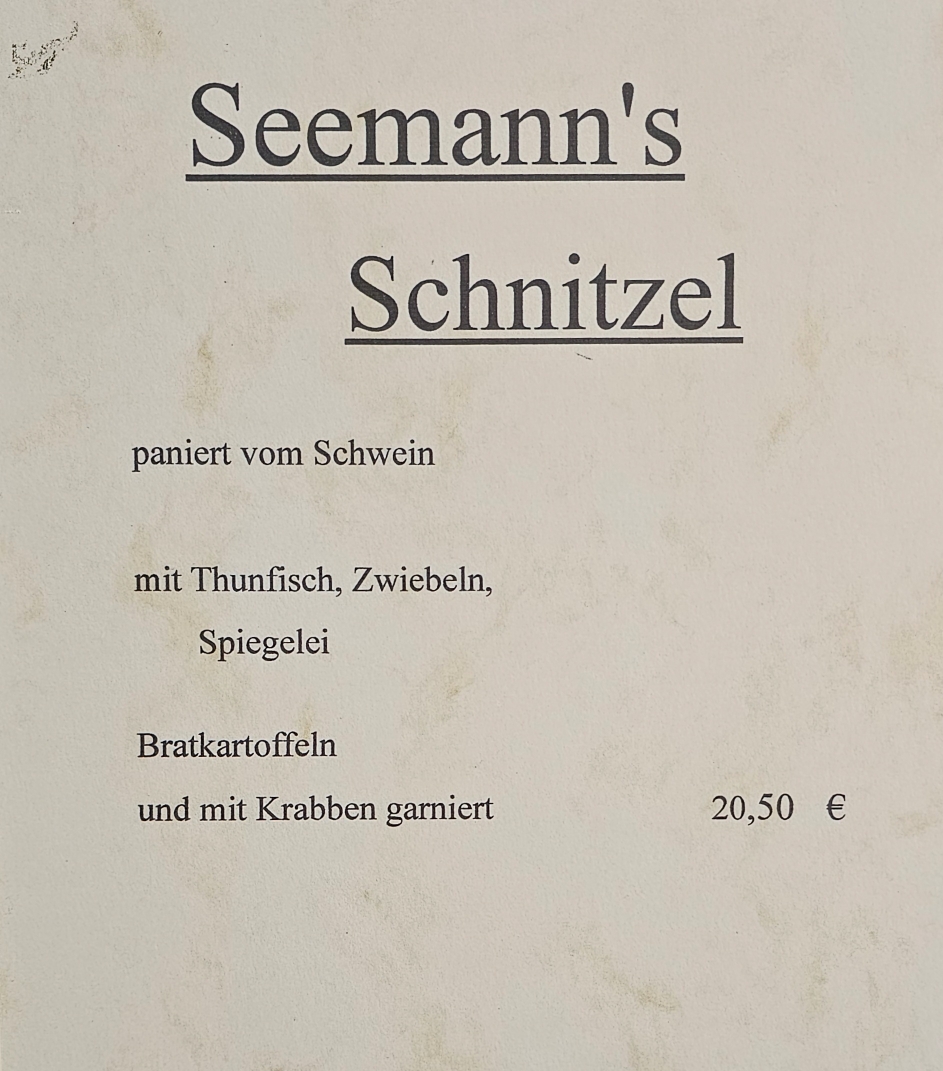 Seemann's
Schnitzel
paniert vom Schwein
mit Thunfisch, Zwiebeln,
Spiegelei
Bratkartoffeln
und mit Krabben garniert 20,50 €